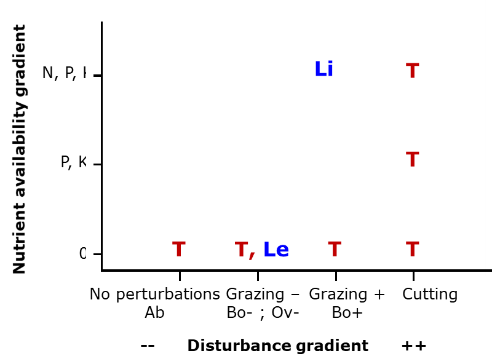 Nutrient availability gradient
N, P, K
Li
T
P, K
T
0
T
T, Le
T
T
No perturbations Grazing – Grazing + Cutting
Ab Bo- ; Ov- Bo+
-- Disturbance gradient ++